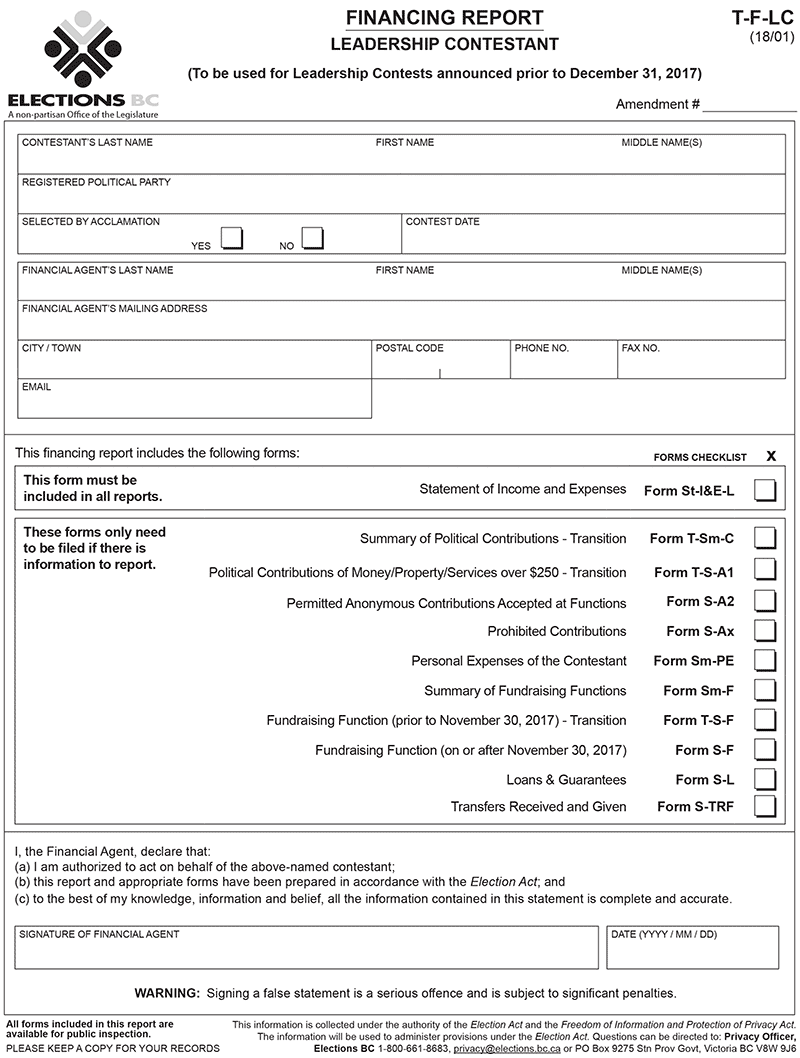 FINANCING REPORT
T-F-LC
LEADERSHIP CONTESTANT
(18/01)
(To be used for Leadership Contests announced prior to December 31, 2017)
ELECTIONS BC
A non-partisan Office of the Legislature
Amendment #
CONTESTANT'S LAST NAME FIRST NAME MIDDLE NAME(S)
REGISTERED POLITICAL PARTY
SELECTED BY ACCLAMATION CONTEST DATE
YES NO
FINANCIAL AGENT'S LAST NAME FIRST NAME MIDDLE NAME(S)
FINANCIAL AGENT'S MAILING ADDRESS
CITY / TOWN POSTAL CODE PHONE NO. FAX NO.
EMAIL
This financing report includes the following forms: FORMS CHECKLIST X
This form must be
included in all reports.
Statement of Income and Expenses Form St-I&E-L
These forms only need
to be filed if there is
information to report.
Summary of Political Contributions - Transition Form T-Sm-C
Political Contributions of Money/Property/Services over $250 - Transition Form T-S-A1
Permitted Anonymous Contributions Accepted at Functions Form S-A2
Prohibited Contributions Form S-Ax
Personal Expenses of the Contestant Form Sm-PE
Summary of Fundraising Functions Form Sm-F
Fundraising Function (prior to November 30, 2017) - Transition Form T-S-F
Fundraising Function (on or after November 30, 2017) Form S-F
Loans & Guarantees Form S-L
Transfers Received and Given Form S-TRF
I, the Financial Agent, declare that:
(a) I am authorized to act on behalf of the above-named contestant;
(b) this report and appropriate forms have been prepared in accordance with the Election Act; and
(c) to the best of my knowledge, information and belief, all the information contained in this statement is complete and accurate.
SIGNATURE OF FINANCIAL AGENT DATE (YYYY / MM / DD)
WARNING: Signing a false statement is a serious offence and is subject to significant penalties.
All forms included in this report are
available for public inspection.
PLEASE KEEP A COPY FOR YOUR RECORDS
This information is collected under the authority of the Election Act and the Freedom of Information and Protection of Privacy Act.
The information will be used to administer provisions under the Election Act. Questions can be directed to: Privacy Officer,
Elections BC 1-800-661-8683, privacy@elections.bc.ca or PO Box 9275 Stn Prov Govt, Victoria BC V8W 9J6